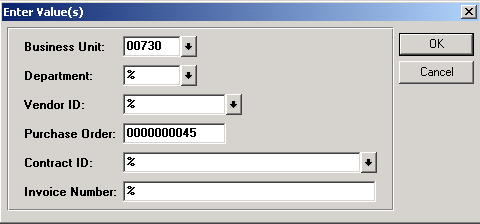 Enter Value(s)
Business Unit: 00730
OK
Department: %
Cancel
Vendor ID: %
Purchase Order: 0000000045
Contract ID: %
Invoice Number: %